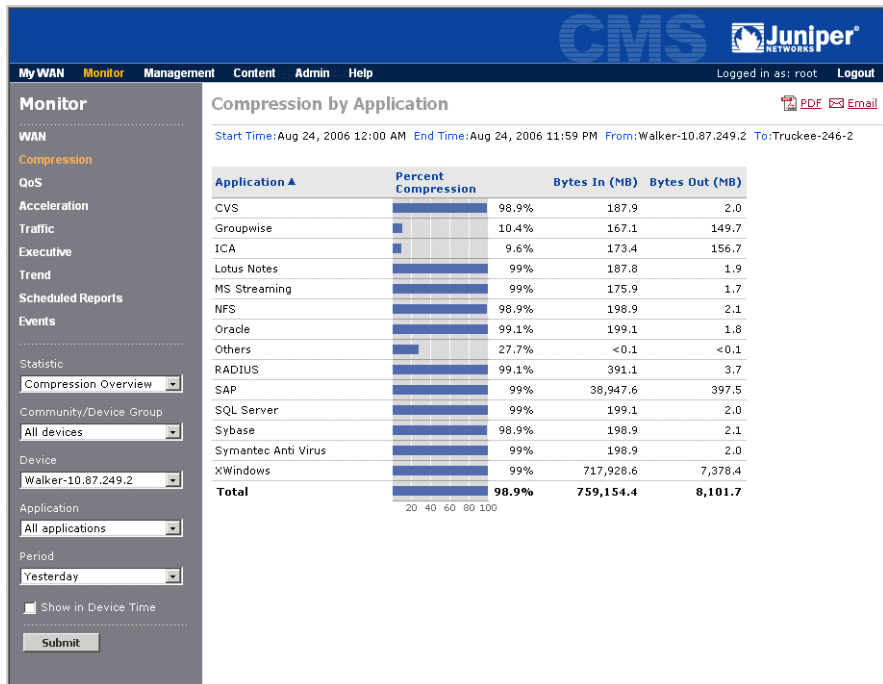 CMS
Juniper®
NETWORKS
My WAN Monitor Management Content Admin Help Logged in as: root Logout
Monitor
WAN
Compression
QoS
Acceleration
Traffic
Executive
Trend
Scheduled Reports
Events
Statistic
Compression Overview
Community/Device Group
All devices
Device
Walker-10.87.249.2
Application
All applications
Period
Yesterday
Show in Device Time
Submit
Compression by Application PDF Email
Start Time:Aug 24, 2006 12:00 AM End Time:Aug 24, 2006 11:59 PM From:Walker-10.87.249.2 To:Truckee-246-2
Application Percent Compression Bytes In (MB) Bytes Out (MB)
CVS 98.9% 187.9 2.0
Groupwise 10.4% 167.1 149.7
ICA 9.6% 173.4 156.7
Lotus Notes 99% 187.8 1.9
MS Streaming 99% 175.9 1.7
NFS 98.9% 198.9 2.1
Oracle 99.1% 199.1 1.8
Others 27.7% <0.1 <0.1
RADIUS 99.1% 391.1 3.7
SAP 99% 38,947.6 397.5
SQL Server 99% 199.1 2.0
Sybase 98.9% 198.9 2.1
Symantec Anti Virus 99% 198.9 2.0
XWindows 99% 717,928.6 7,378.4
Total 98.9% 759,154.4 8,101.7
20 40 60 80 100